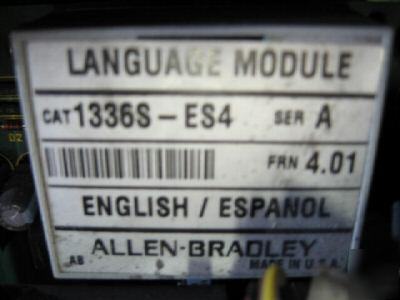 LANGUAGE MODULE
CAT 1336S - ES4 SER A
FRN 4.01
ENGLISH / ESPANOL
ALLEN-BRADLEY
AB MADE IN U.S.A.